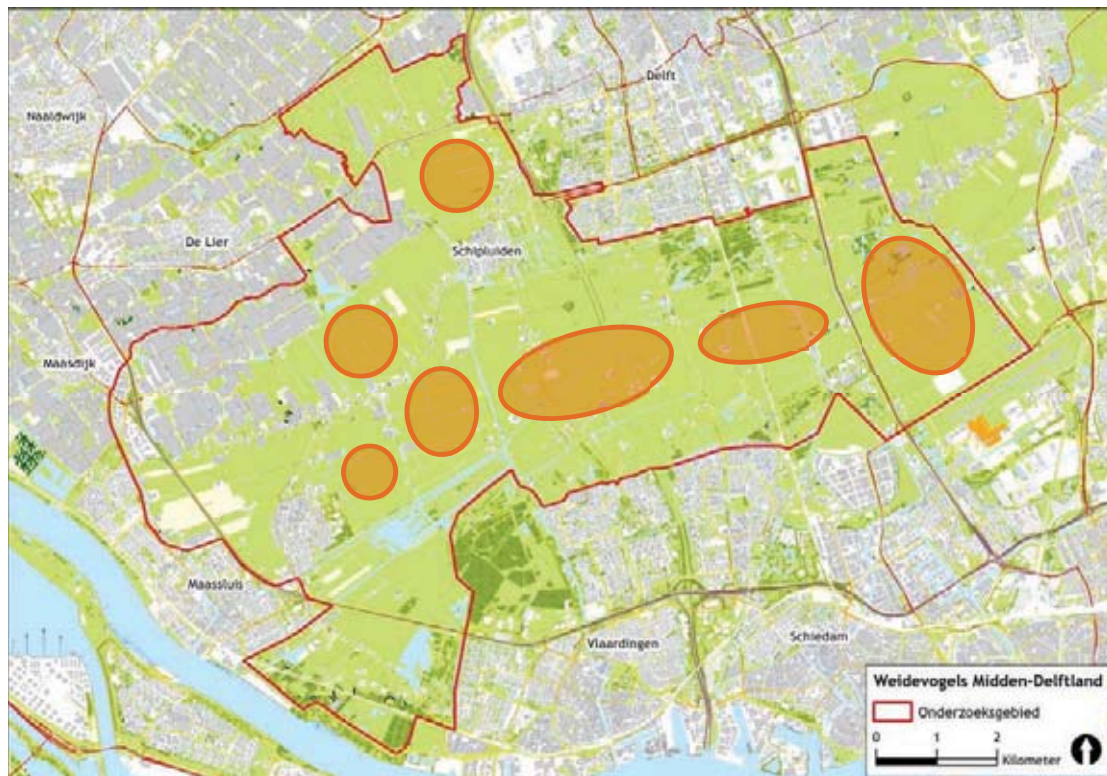 Delft
Naaldwijk
De Lier
Schipluiden
Maasdijk
Maassluis
Vlaardingen
Schiedam
Weidevogels Midden-Delftland
Onderzoeksgebied
0 1 2
Kilometer